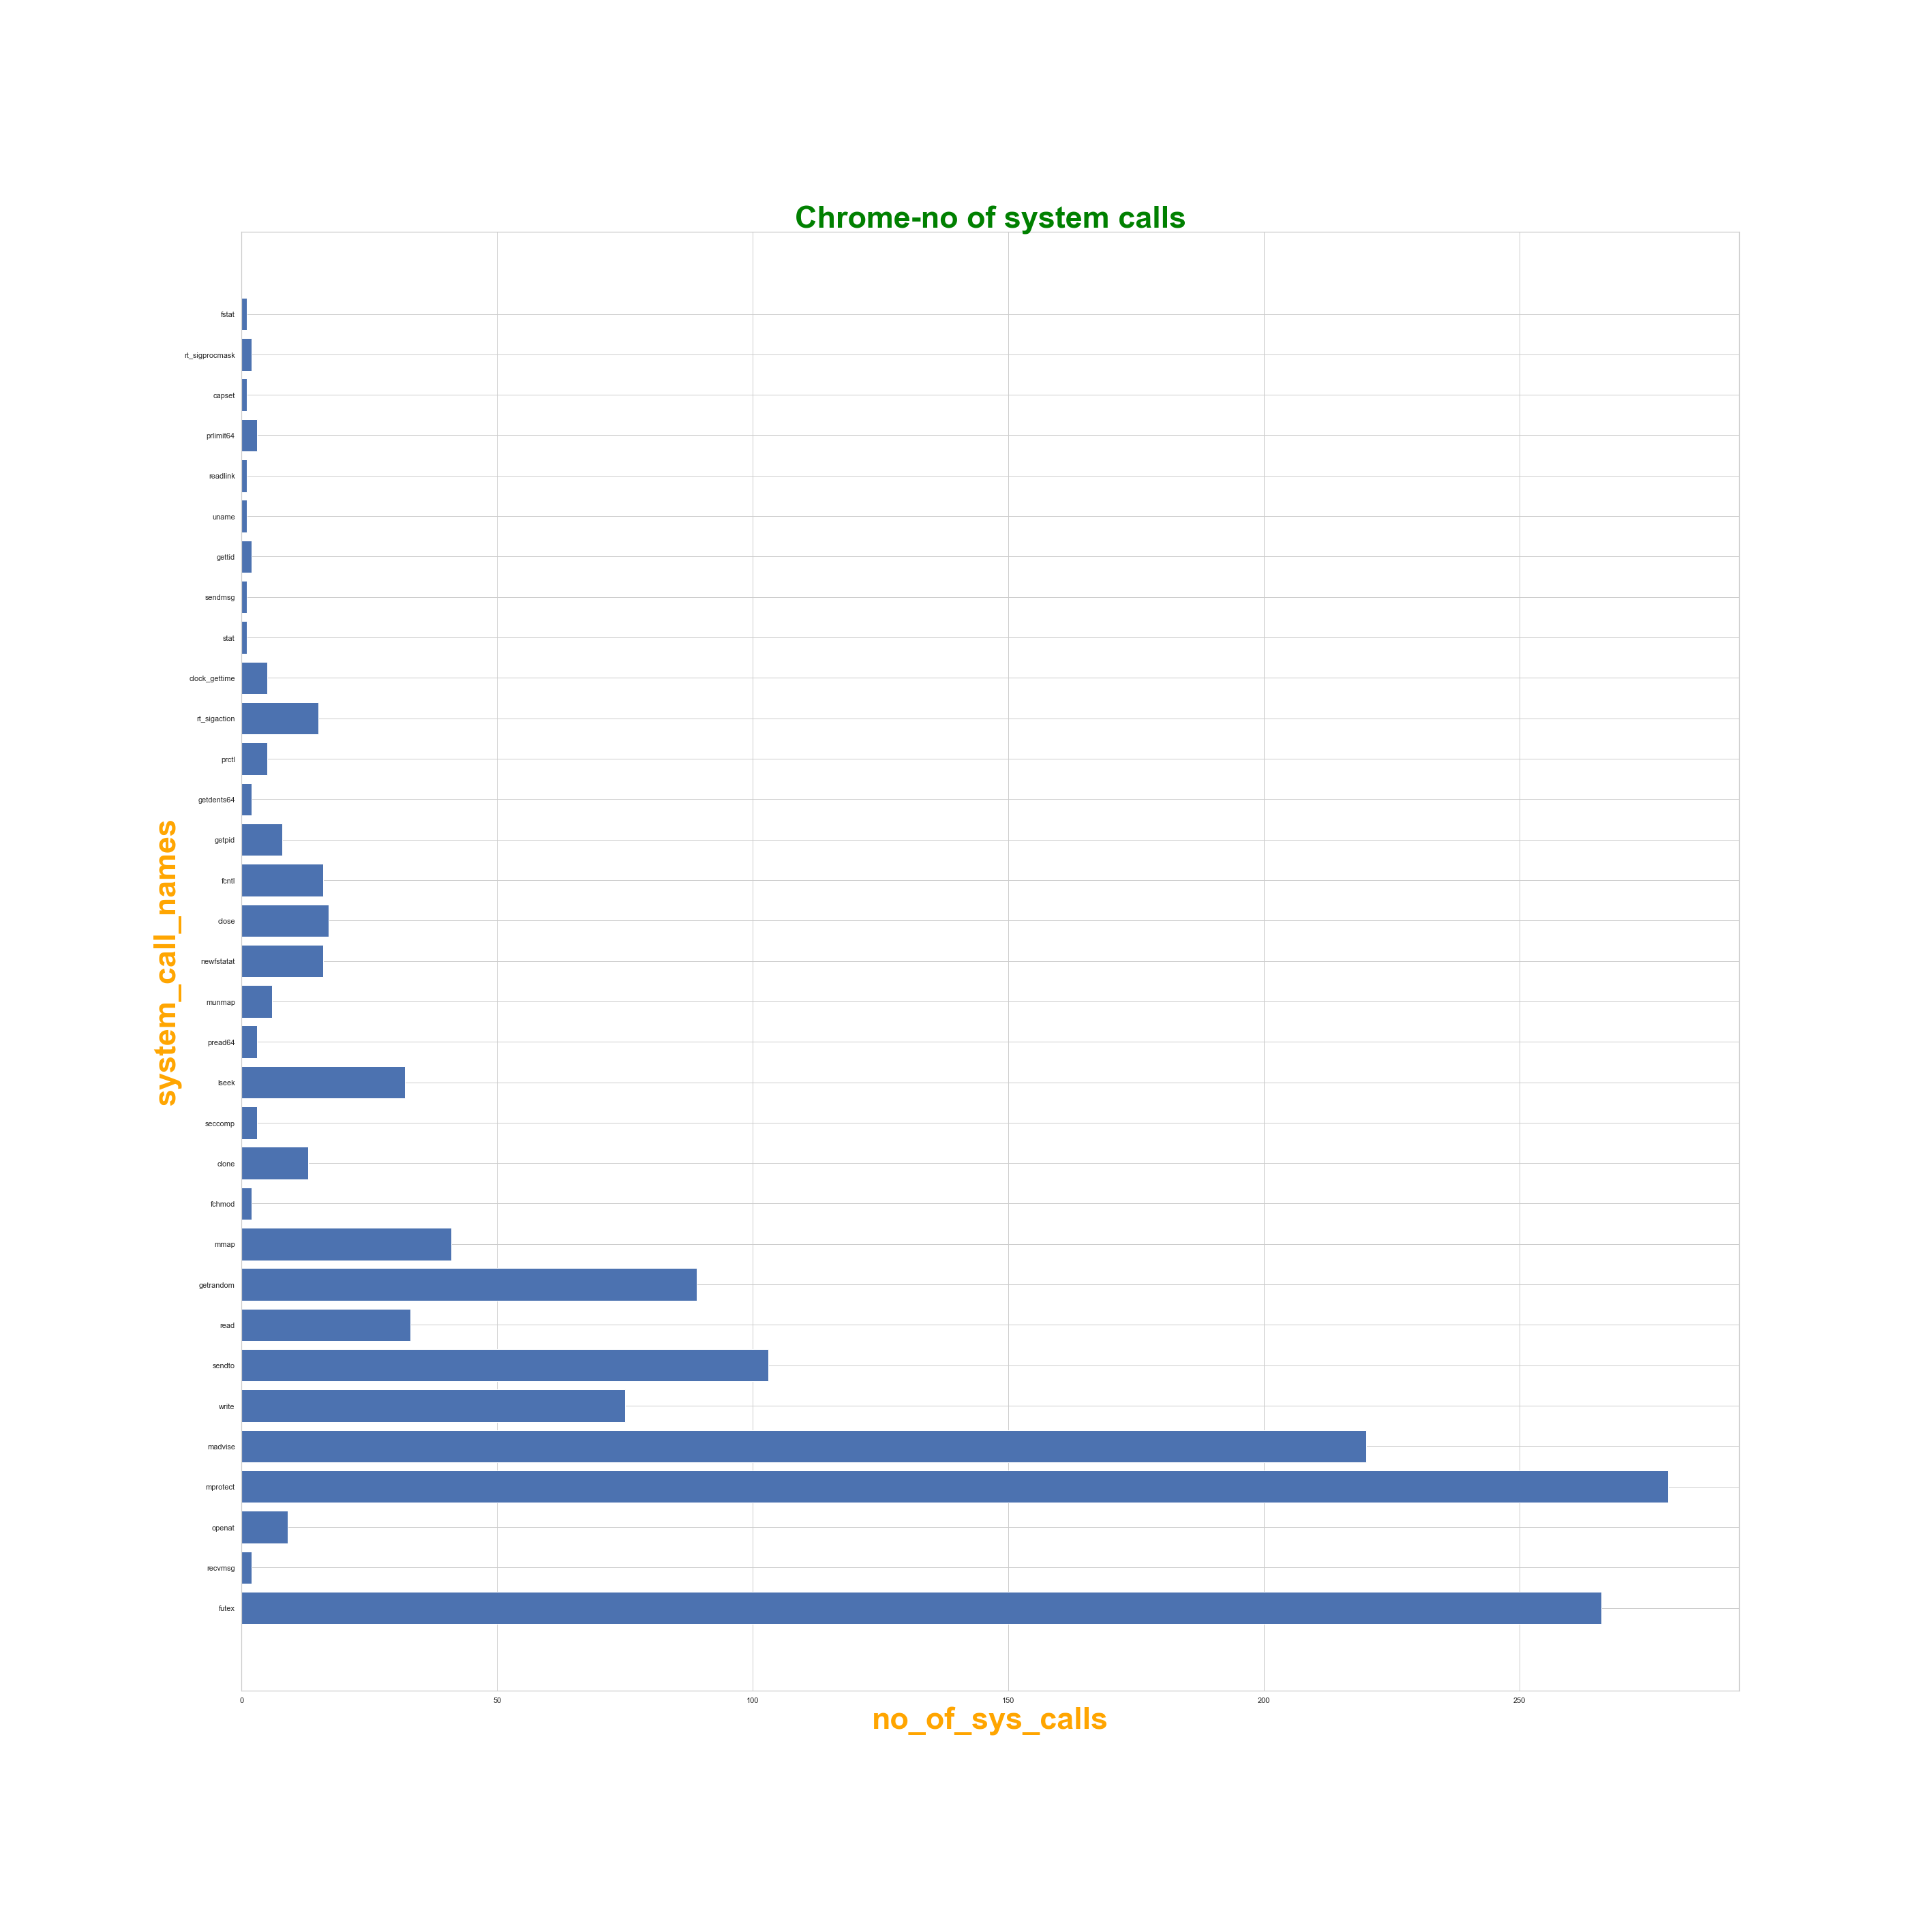 Chrome-no of system calls
fstat
rt_sigprocmask
capset
prlimit64
readlink
uname
gettid
sendmsg
stat
clock_gettime
rt_sigaction
prctl
getdents64
getpid
fcntl
close
newfstatat
munmap
pread64
lseek
seccomp
clone
fchmod
mmap
getrandom
read
sendto
write
madvise
mprotect
openat
recvmsg
futex
system_call_names
0 50 100 150 200 250
no_of_sys_calls